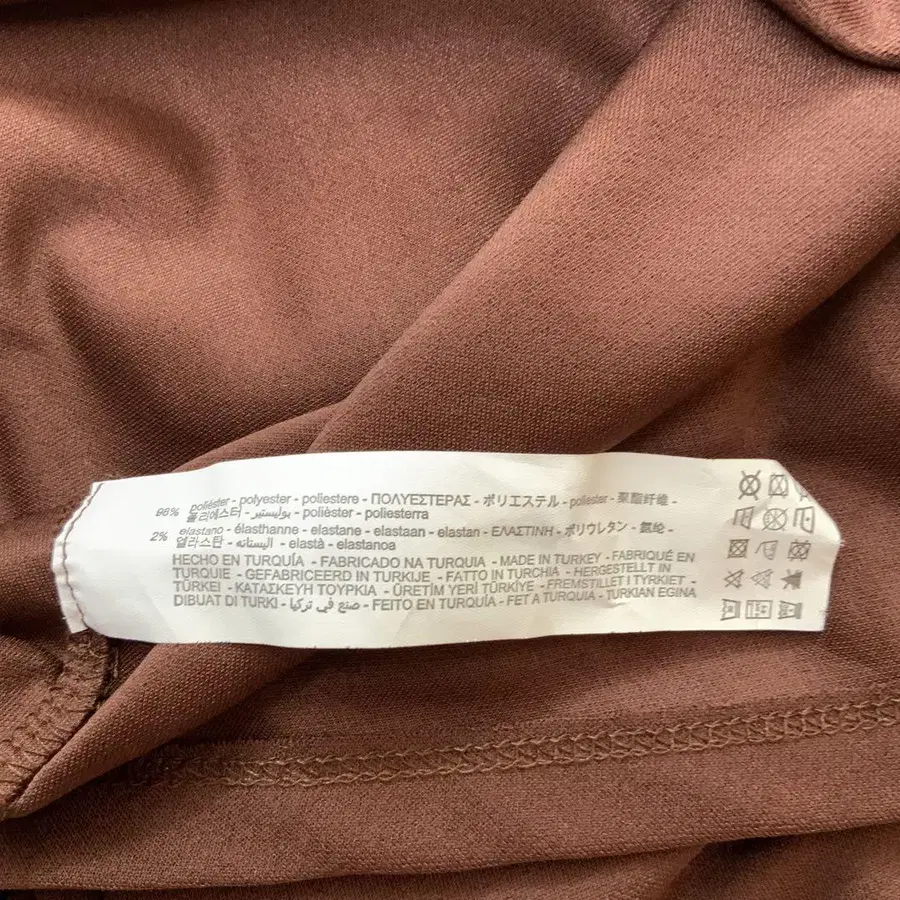 poliéster - polyester - poliestere - ΠΟΛΥΕΣΤΕΡΑΣ - ポリエステル - poliester - 聚酯纤维 -
폴리에스터 - بوليستير - polièster - poliesterra
2% elastano - élasthanne - elastane - elastaan - elastan - ΕΛΑΣΤΙΝΗ - ポリウレタン - 氨纶 -
엘라스탄 - اليستانه - elastà - elastanoa
HECHO EN TURQUÍA - FABRICADO NA TURQUIA - MADE IN TURKEY - FABRIQUÉ EN
TURQUIE - GEFABRICEERD IN TURKIJE - FATTO IN TURCHIA - HERGESTELLT IN
TÜRKEI - ΚΑΤΑΣΚΕΥΗ ΤΟΥΡΚΙΑ - ÜRETİM YERİ TÜRKİYE - FREMSTILLET I TYRKIET -
DIBUAT DI TURKI - صنع في تركيا - FEITO EN TURQUÍA - FET A TURQUIA - TURKIAN EGINA